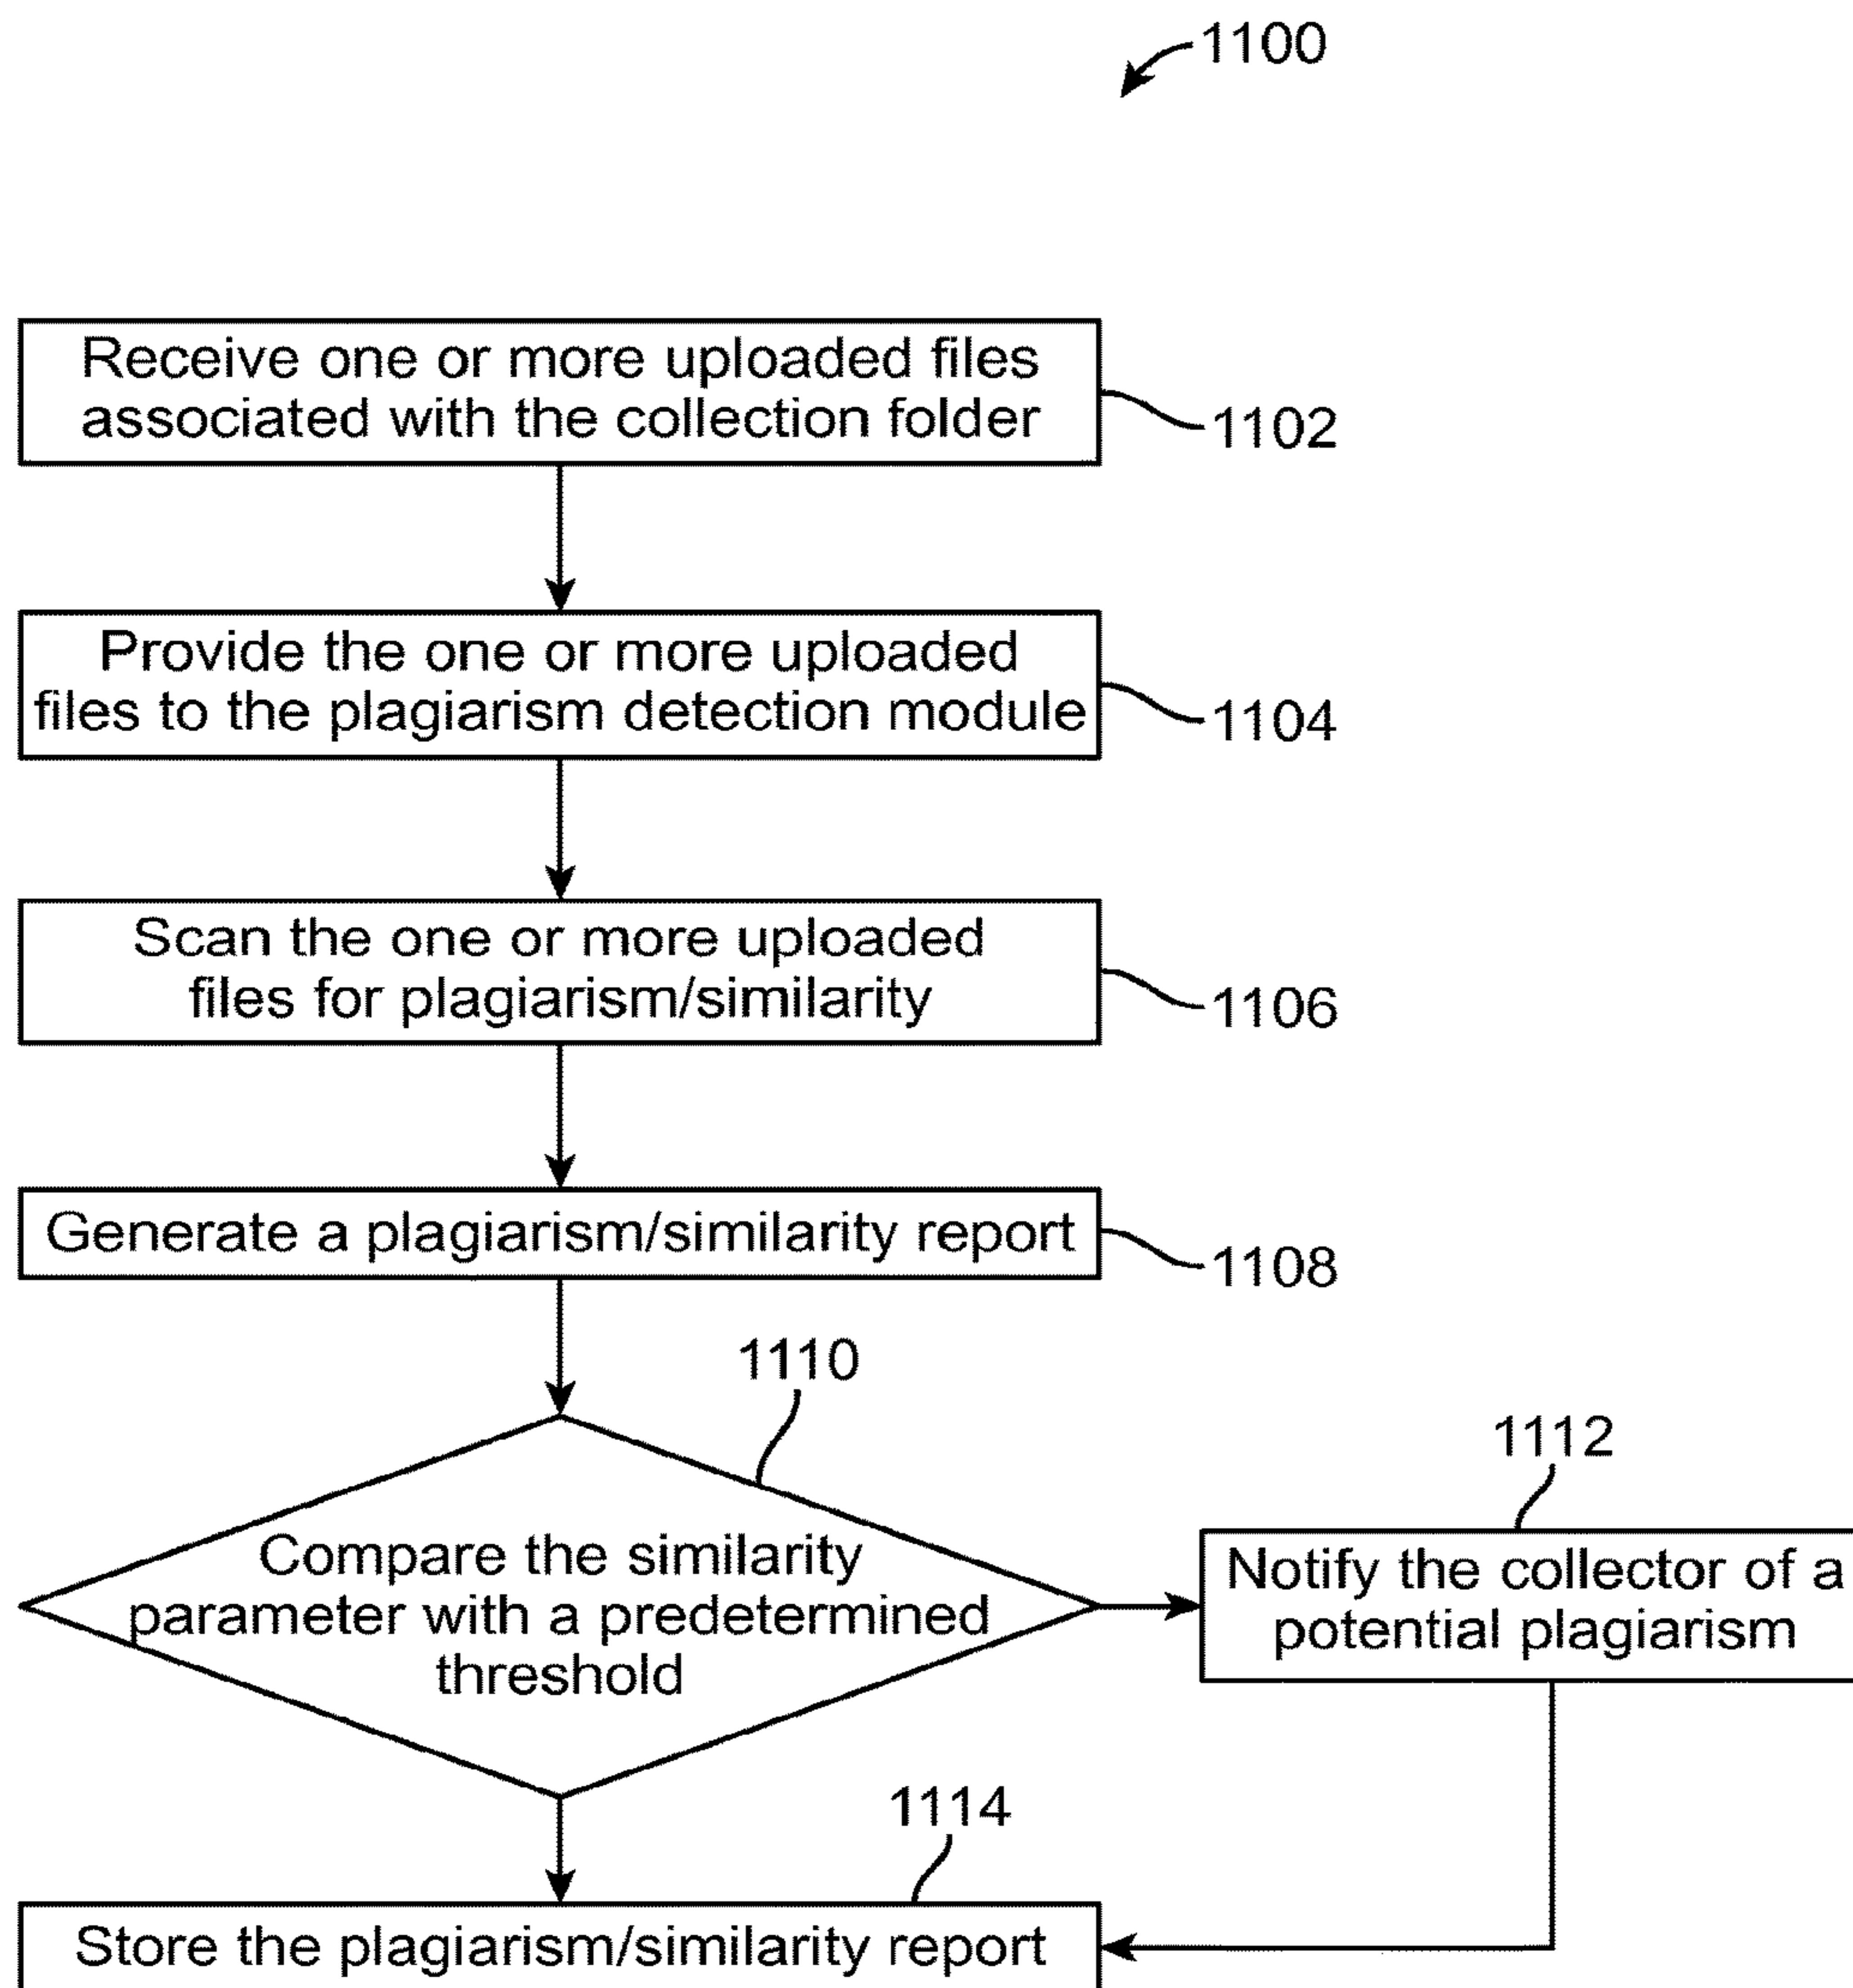 1100
Receive one or more uploaded files
associated with the collection folder
1102
Provide the one or more uploaded
files to the plagiarism detection module
1104
Scan the one or more uploaded
files for plagiarism/similarity
1106
Generate a plagiarism/similarity report
1108
1110
Compare the similarity
parameter with a predetermined
threshold
1112
Notify the collector of a
potential plagiarism
1114
Store the plagiarism/similarity report